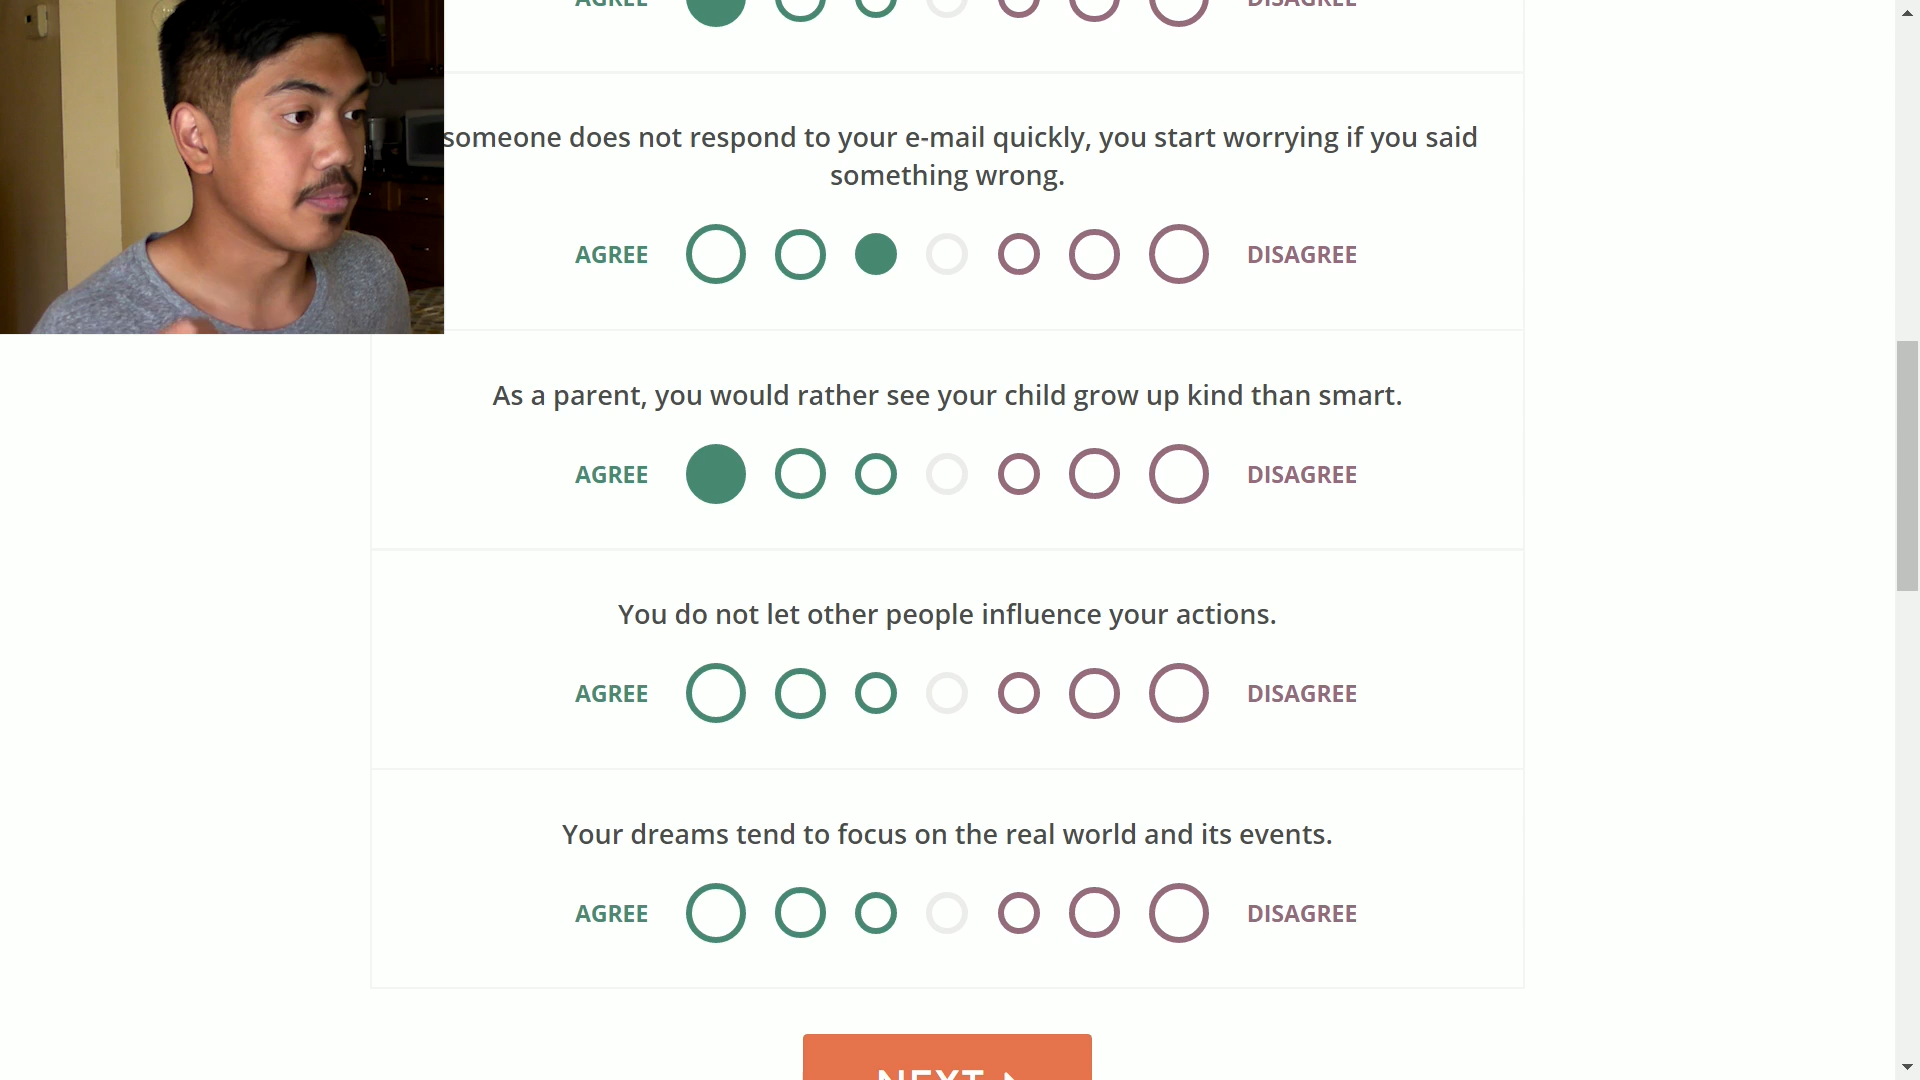 AGREE DISAGREE
someone does not respond to your e-mail quickly, you start worrying if you said
something wrong.
AGREE DISAGREE
As a parent, you would rather see your child grow up kind than smart.
AGREE DISAGREE
You do not let other people influence your actions.
AGREE DISAGREE
Your dreams tend to focus on the real world and its events.
AGREE DISAGREE
NEXT